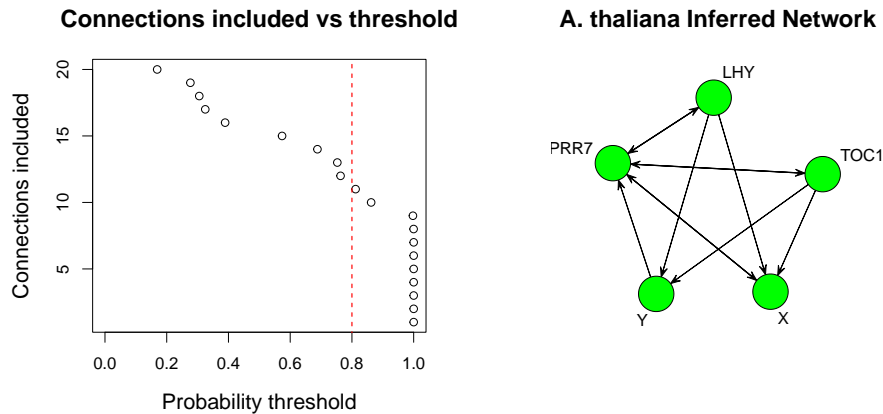 Connections included vs threshold
Connections included
20
15
10
5
0.0 0.2 0.4 0.6 0.8 1.0
Probability threshold
A. thaliana Inferred Network
LHY
PRR7
TOC1
Y
X